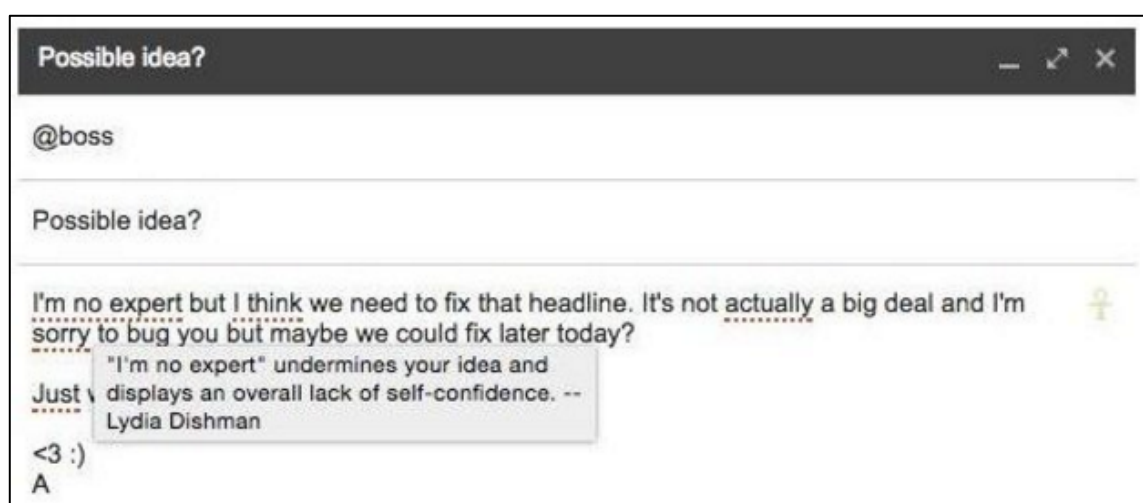 Possible idea?
@boss
Possible idea?
I'm no expert but I think we need to fix that headline. It's not actually a big deal and I'm
sorry to bug you but maybe we could fix later today?
"I'm no expert" undermines your idea and
displays an overall lack of self-confidence. --
Lydia Dishman
Just
<3 :)
A